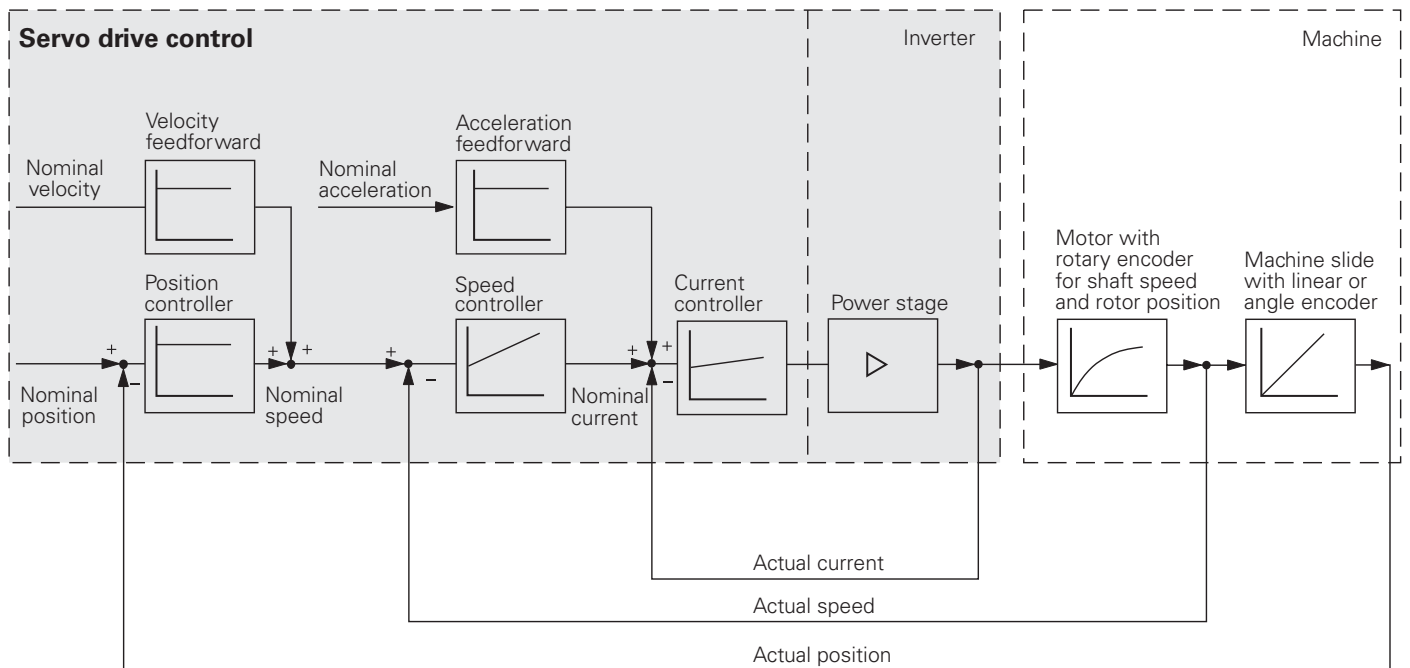 Servo drive control
Inverter
Machine
Velocity
feedforward
Acceleration
feedforward
Nominal
velocity
Nominal
acceleration
Position
controller
Speed
controller
Current
controller
Power stage
Motor with
rotary encoder
for shaft speed
and rotor position
Machine slide
with linear or
angle encoder
+
–
+
+
+
–
+
+
–
Nominal
position
Nominal
speed
Nominal
current
Actual current
Actual speed
Actual position